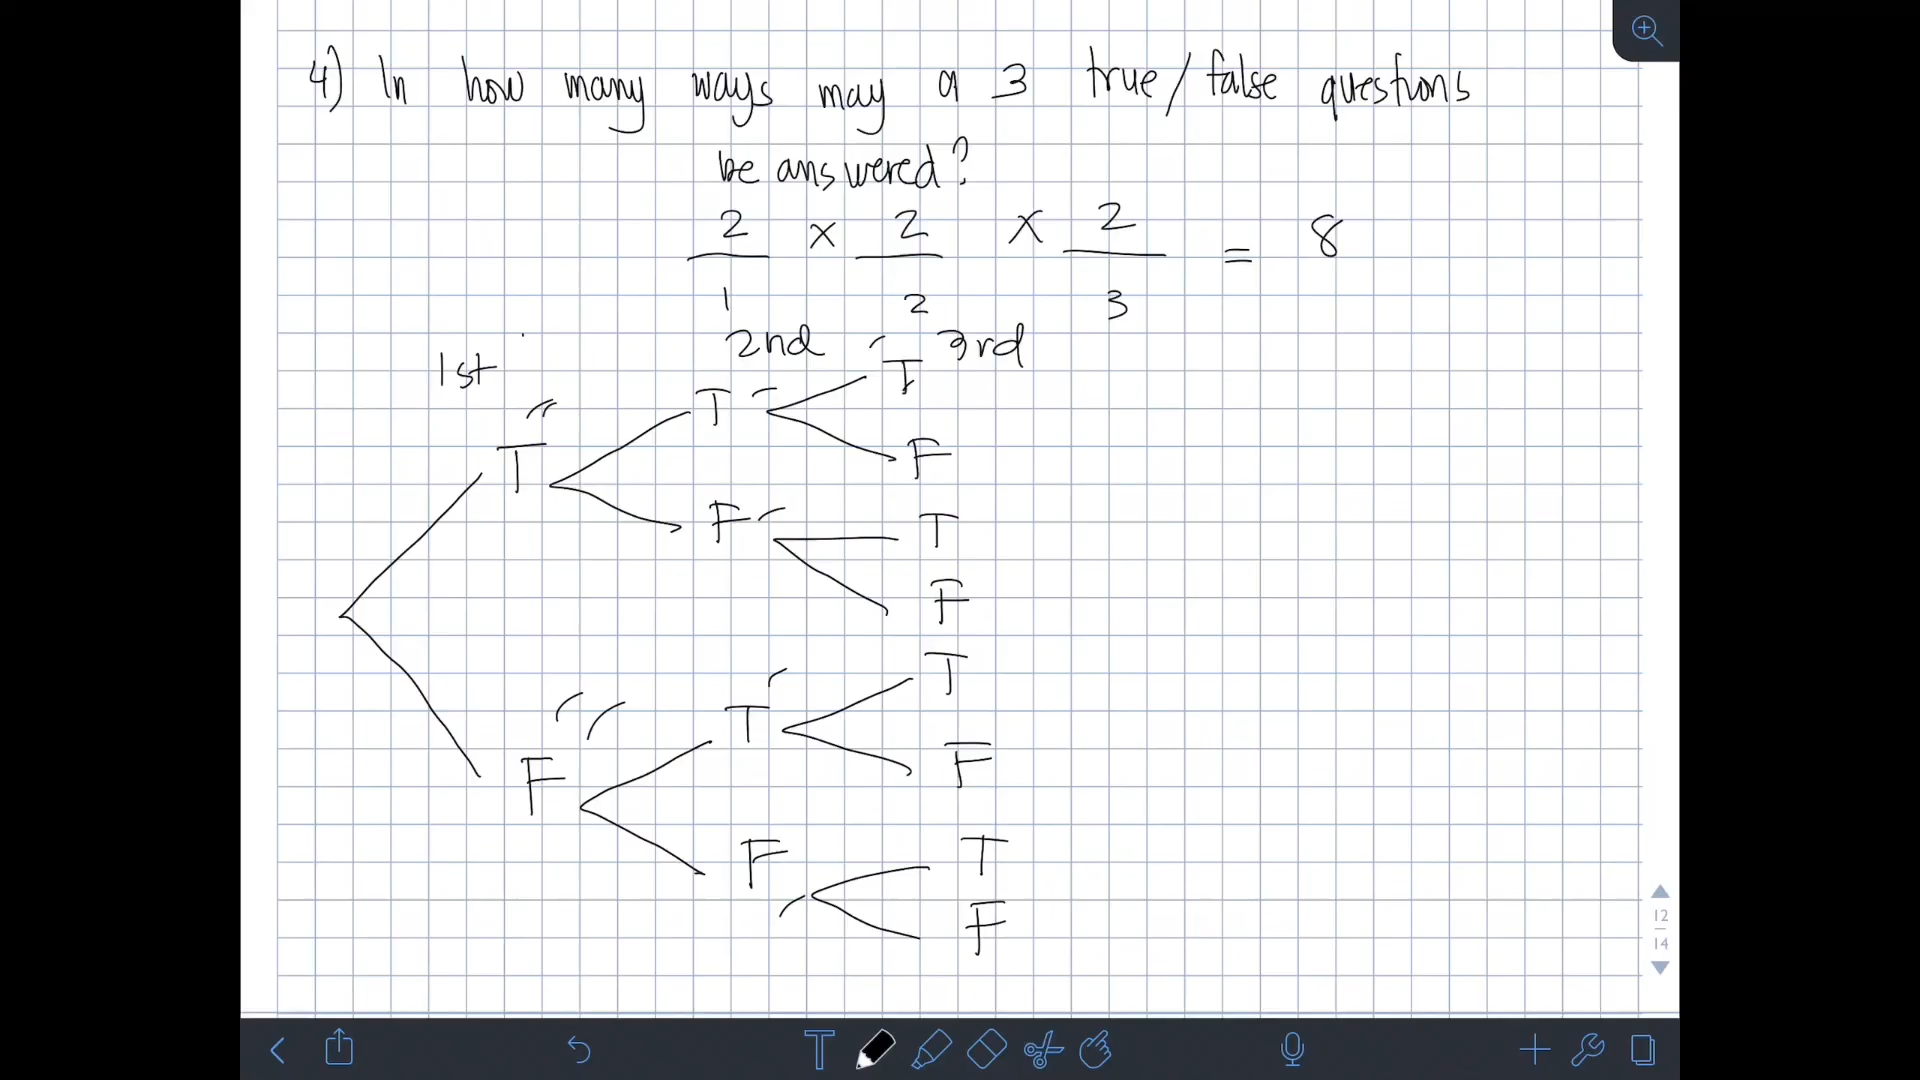 4) In how many ways may a 3 true/false questions
be answered?
2 x 2 x 2 = 8
1 2 3
1st 2nd 3rd
T
T
F
T
F
T
F
T
T
F
F
T
F
T
F
12
14
T